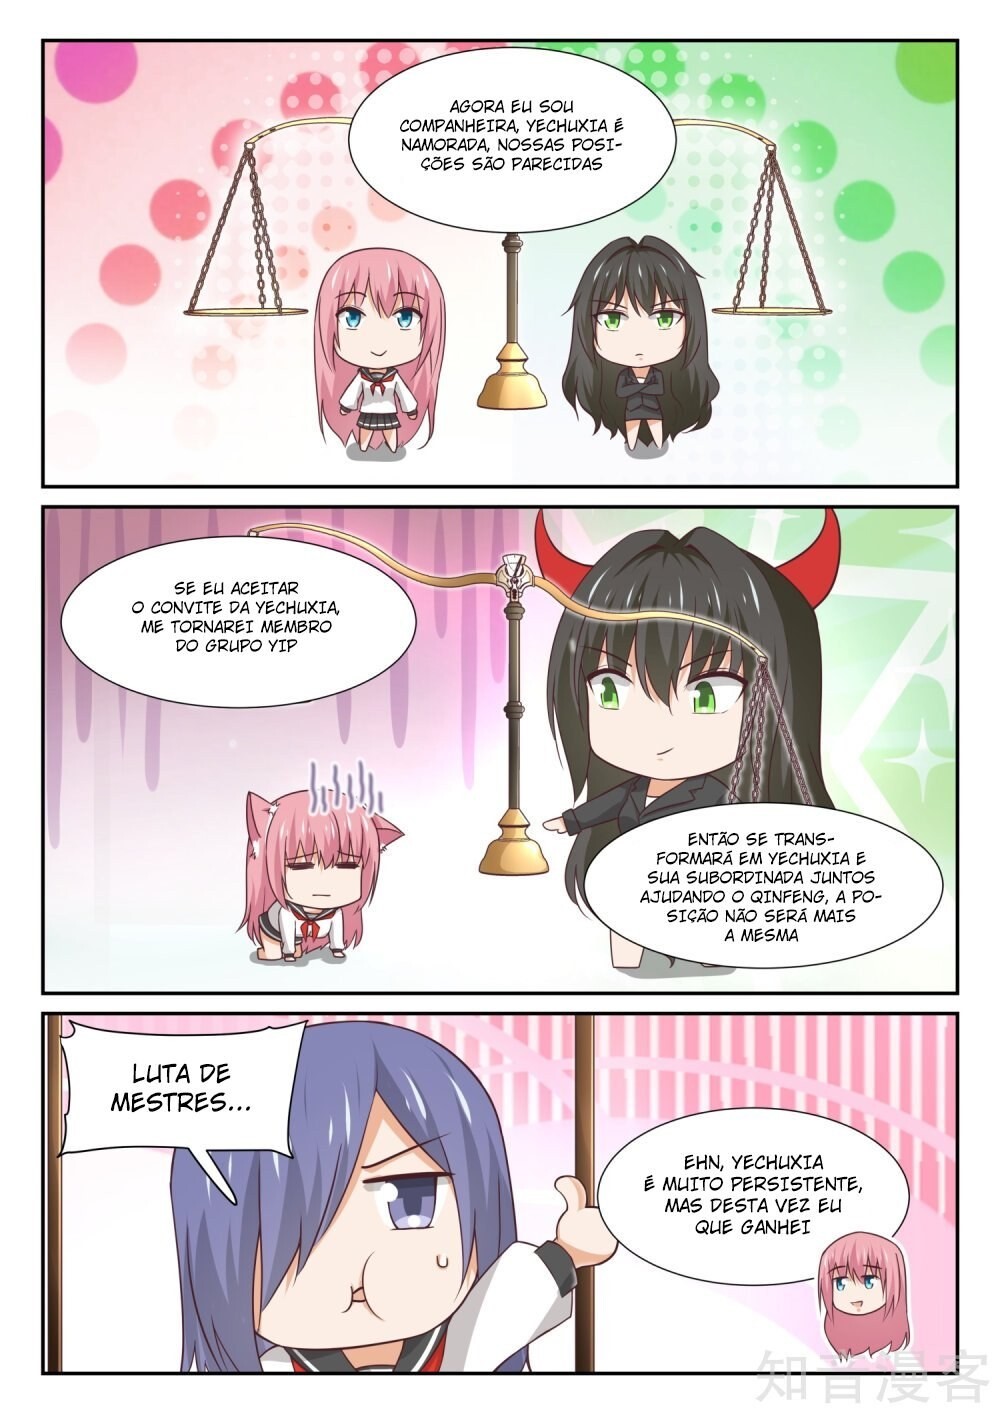 AGORA EU SOU
COMPANHEIRA, YECHUXIA É
NAMORADA, NOSSAS POSI-
ÇÕES SÃO PARECIDAS
SE EU ACEITAR
O CONVITE DA YECHUXIA,
ME TORNAREI MEMBRO
DO GRUPO YIP
ENTÃO SE TRANS-
FORMARÁ EM YECHUXIA E
SUA SUBORDINADA JUNTOS
AJUDANDO O QINFENG, A PO-
SIÇÃO NÃO SERÁ MAIS
A MESMA
LUTA DE
MESTRES...
EHN, YECHUXIA
É MUITO PERSISTENTE,
MAS DESTA VEZ EU
QUE GANHEI
知音漫客